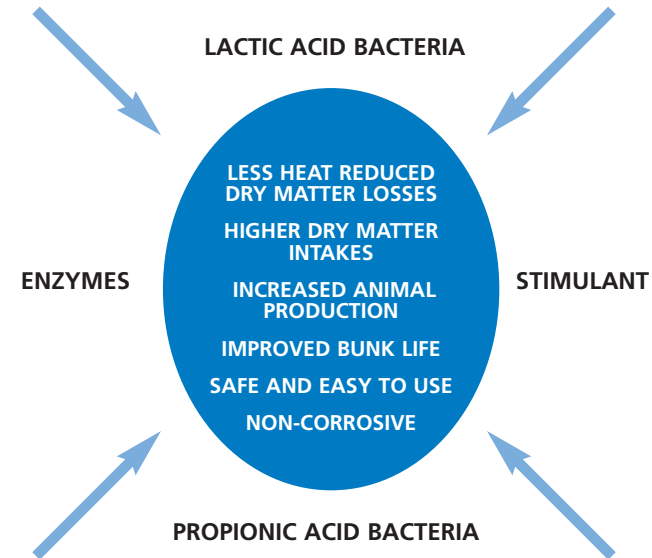 LACTIC ACID BACTERIA
LESS HEAT REDUCED
DRY MATTER LOSSES
HIGHER DRY MATTER
INTAKES
ENZYMES
STIMULANT
INCREASED ANIMAL
PRODUCTION
IMPROVED BUNK LIFE
SAFE AND EASY TO USE
NON-CORROSIVE
PROPIONIC ACID BACTERIA